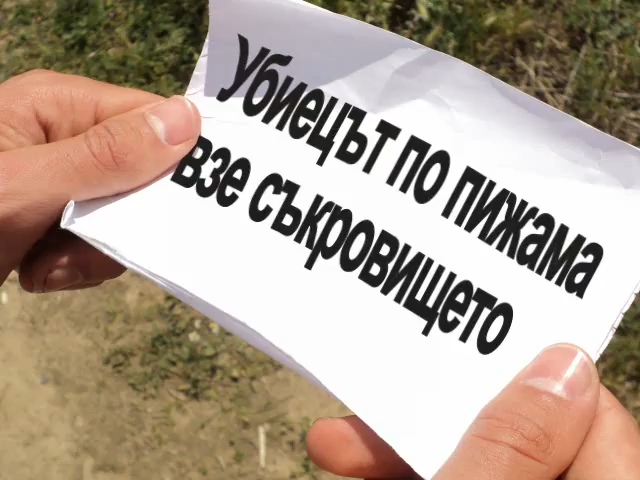 Убиецът по пижама
взе съкровището